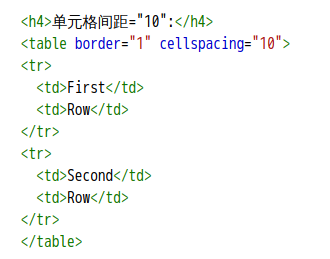 <h4>单元格间距="10":</h4>
<table border="1" cellspacing="10">
<tr>
  <td>First</td>
  <td>Row</td>
</tr>
<tr>
  <td>Second</td>
  <td>Row</td>
</tr>
</table>